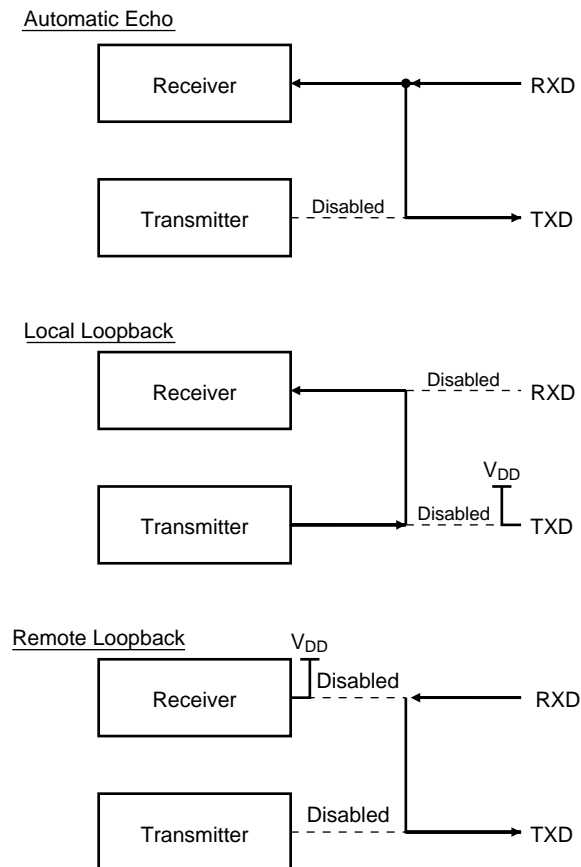 Automatic Echo
Receiver
RXD
Transmitter
Disabled
TXD
Local Loopback
Receiver
Disabled
RXD
VDD
Transmitter
Disabled
TXD
Remote Loopback
VDD
Receiver
Disabled
RXD
Transmitter
Disabled
TXD